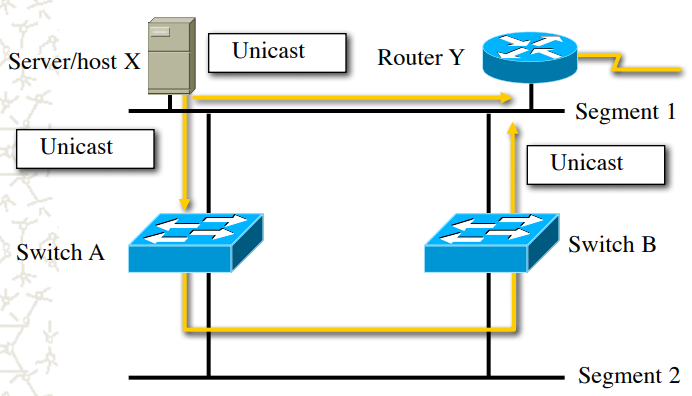 Server/host X
Unicast
Router Y
Segment 1
Unicast
Unicast
Switch A
Switch B
Segment 2